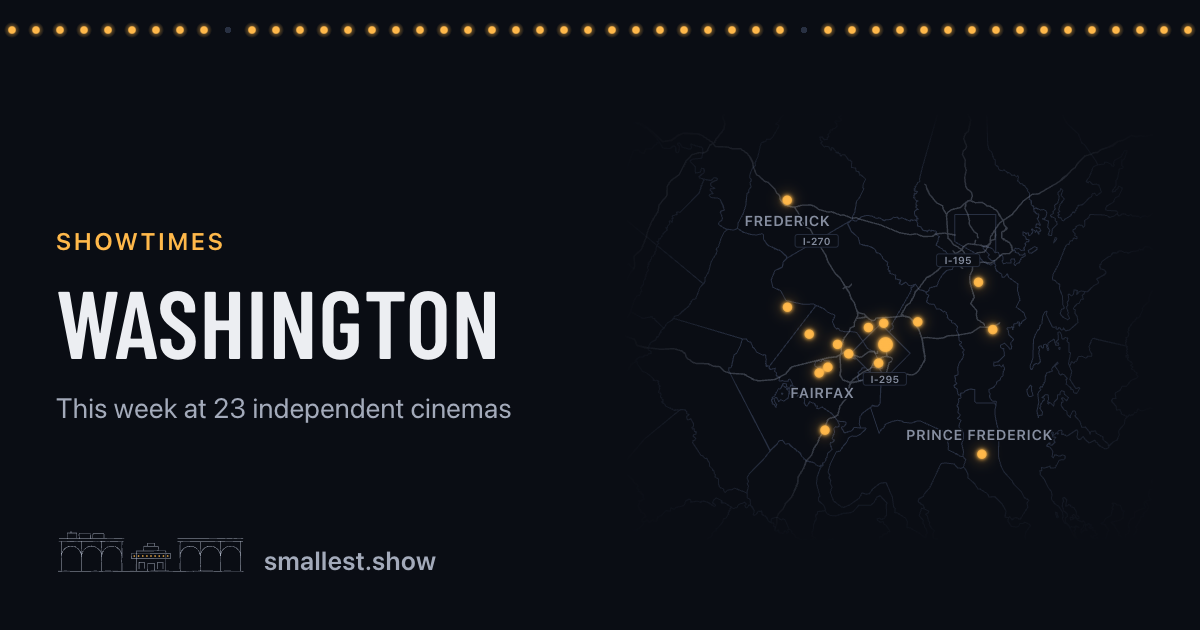 SHOWTIMES
WASHINGTON
This week at 23 independent cinemas
smallest.show
FREDERICK
I-270
I-195
I-295
FAIRFAX
PRINCE FREDERICK